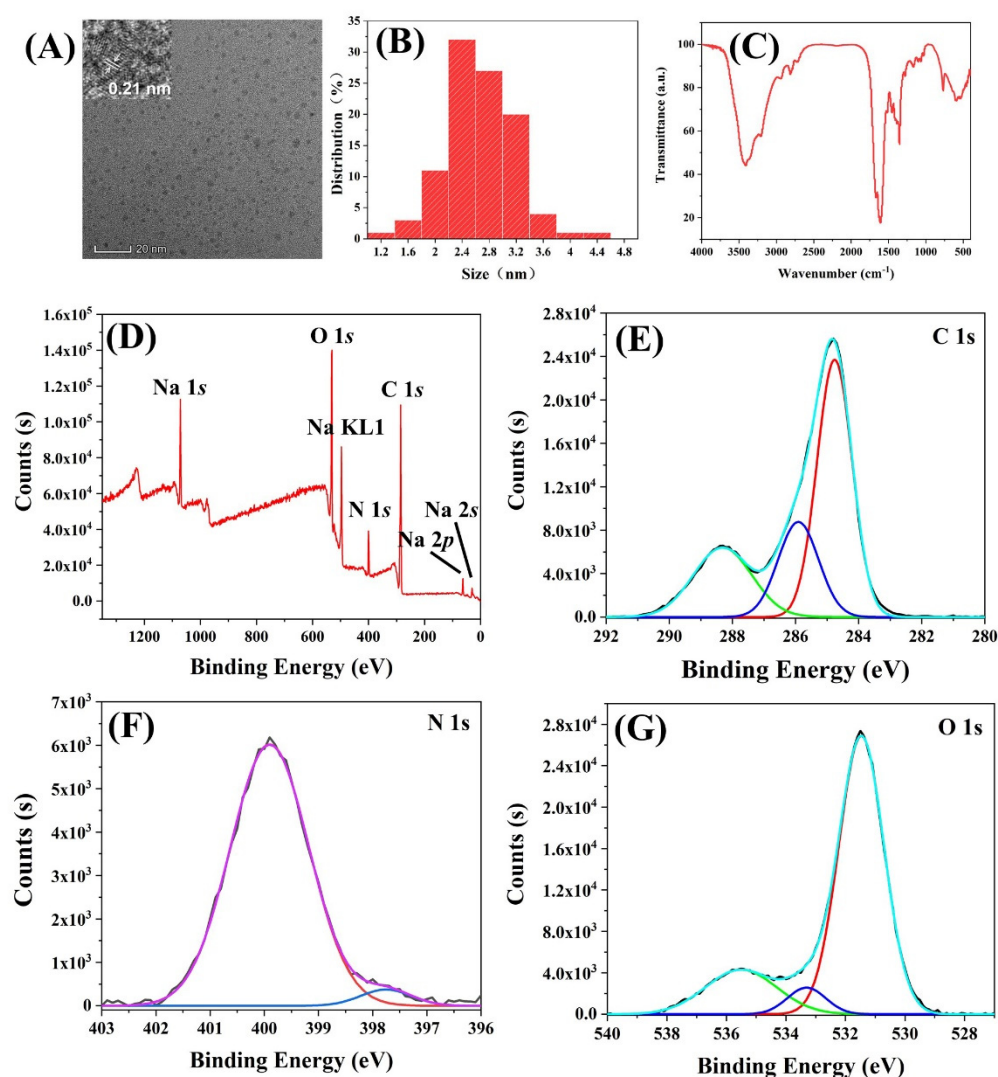 (A)
0.21 nm
20 nm
(B)
Distribution (%)
35
30
25
20
15
10
5
0
1.2 1.6 2 2.4 2.8 3.2 3.6 4 4.4 4.8
Size (nm)
(C)
Transmittance (a.u.)
100
80
60
40
20
4000 3500 3000 2500 2000 1500 1000 500
Wavenumber (cm⁻¹)
(D)
Counts (s)
1.6x10⁵
1.4x10⁵
1.2x10⁵
1.0x10⁵
8.0x10⁴
6.0x10⁴
4.0x10⁴
2.0x10⁴
0.0
Na 1s
O 1s
Na KL1
C 1s
N 1s
Na 2s
Na 2p
1200 1000 800 600 400 200 0
Binding Energy (eV)
(E)
C 1s
Counts (s)
2.8x10⁴
2.4x10⁴
2.0x10⁴
1.6x10⁴
1.2x10⁴
8.0x10³
4.0x10³
0.0
292 290 288 286 284 282 280
Binding Energy (eV)
(F)
N 1s
Counts (s)
7x10³
6x10³
5x10³
4x10³
3x10³
2x10³
1x10³
0
403 402 401 400 399 398 397 396
Binding Energy (eV)
(G)
O 1s
Counts (s)
2.8x10⁴
2.4x10⁴
2.0x10⁴
1.6x10⁴
1.2x10⁴
8.0x10³
4.0x10³
0.0
540 538 536 534 532 530 528
Binding Energy (eV)